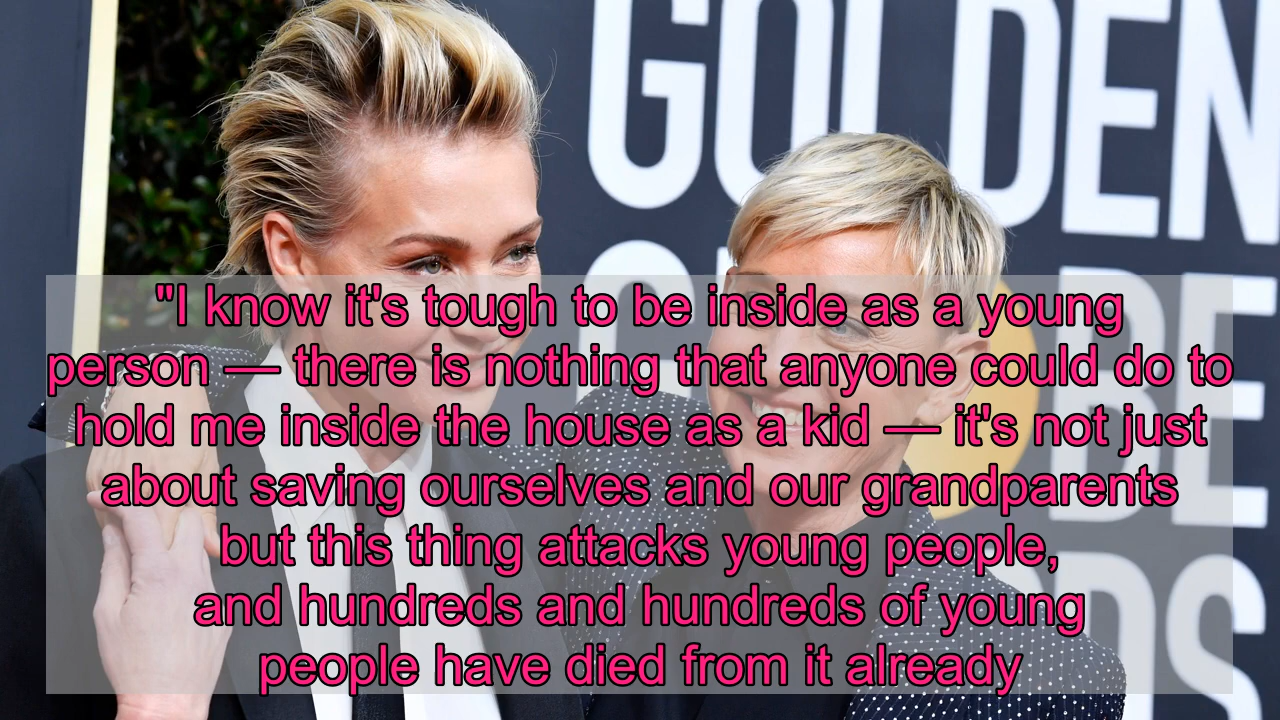 GOLDEN
"I know it's tough to be inside as a young
person — there is nothing that anyone could do to
hold me inside the house as a kid — it's not just
about saving ourselves and our grandparents
but this thing attacks young people,
and hundreds and hundreds of young
people have died from it already